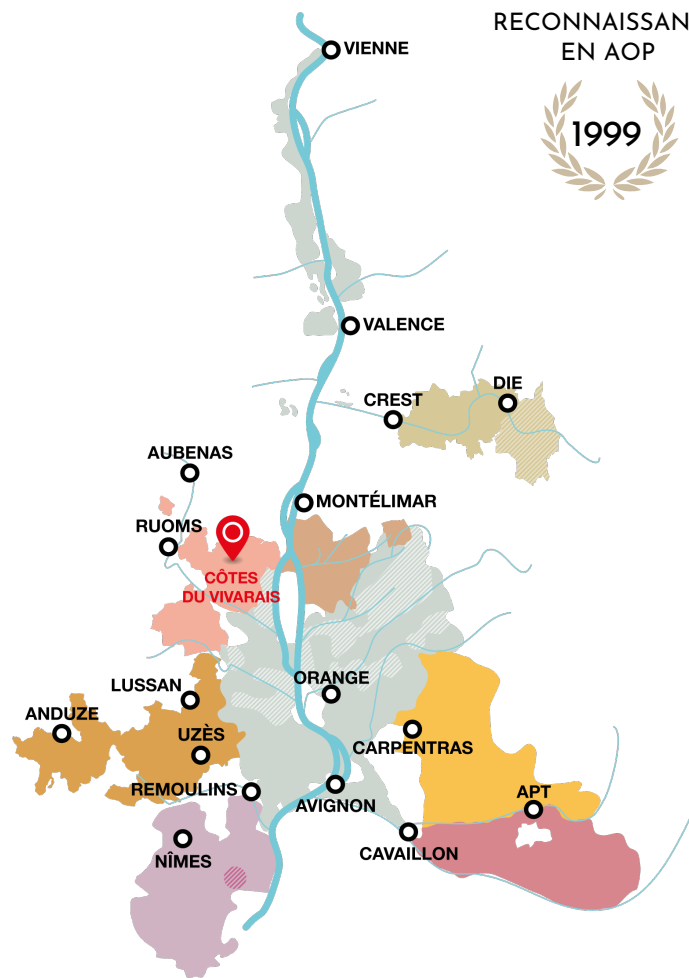 RECONNAISSAN
EN AOP
1999
VIENNE
VALENCE
DIE
CREST
AUBENAS
MONTÉLIMAR
RUOMS
CÔTES
DU VIVARAIS
ORANGE
LUSSAN
ANDUZE
UZÈS
CARPENTRAS
REMOULINS
APT
AVIGNON
CAVAILLON
NÎMES